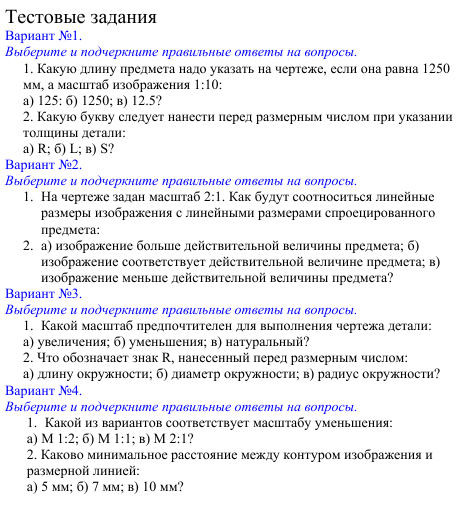 Тестовые задания
Вариант №1.
Выберите и подчеркните правильные ответы на вопросы.
1. Какую длину предмета надо указать на чертеже, если она равна 1250
мм, а масштаб изображения 1:10:
а) 125: б) 1250; в) 12.5?
2. Какую букву следует нанести перед размерным числом при указании
толщины детали:
а) R; б) L; в) S?
Вариант №2.
Выберите и подчеркните правильные ответы на вопросы.
1. На чертеже задан масштаб 2:1. Как будут соотноситься линейные
размеры изображения с линейными размерами спроецированного
предмета:
2. а) изображение больше действительной величины предмета; б)
изображение соответствует действительной величине предмета; в)
изображение меньше действительной величины предмета?
Вариант №3.
Выберите и подчеркните правильные ответы на вопросы.
1. Какой масштаб предпочтителен для выполнения чертежа детали:
а) увеличения; б) уменьшения; в) натуральный?
2. Что обозначает знак R, нанесенный перед размерным числом:
а) длину окружности; б) диаметр окружности; в) радиус окружности?
Вариант №4.
Выберите и подчеркните правильные ответы на вопросы.
1. Какой из вариантов соответствует масштабу уменьшения:
а) М 1:2; б) М 1:1; в) М 2:1?
2. Каково минимальное расстояние между контуром изображения и
размерной линией:
а) 5 мм; б) 7 мм; в) 10 мм?